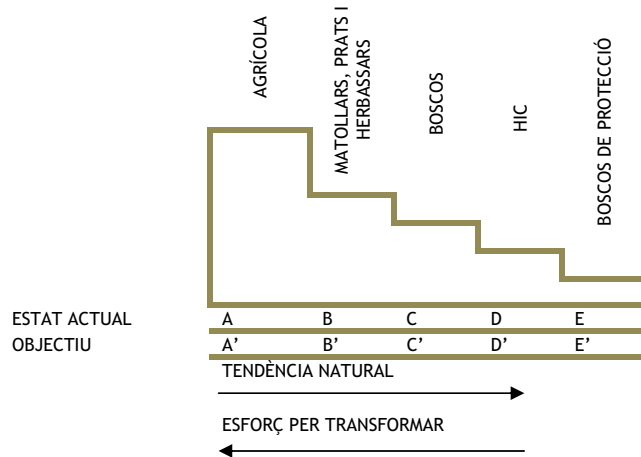 AGRÍCOLA
MATOLLARS, PRATS I
HERBASSARS
BOSCOS
HIC
BOSCOS DE PROTECCIÓ
ESTAT ACTUAL A B C D E
OBJECTIU A’ B’ C’ D’ E’
TENDÈNCIA NATURAL
ESFORÇ PER TRANSFORMAR